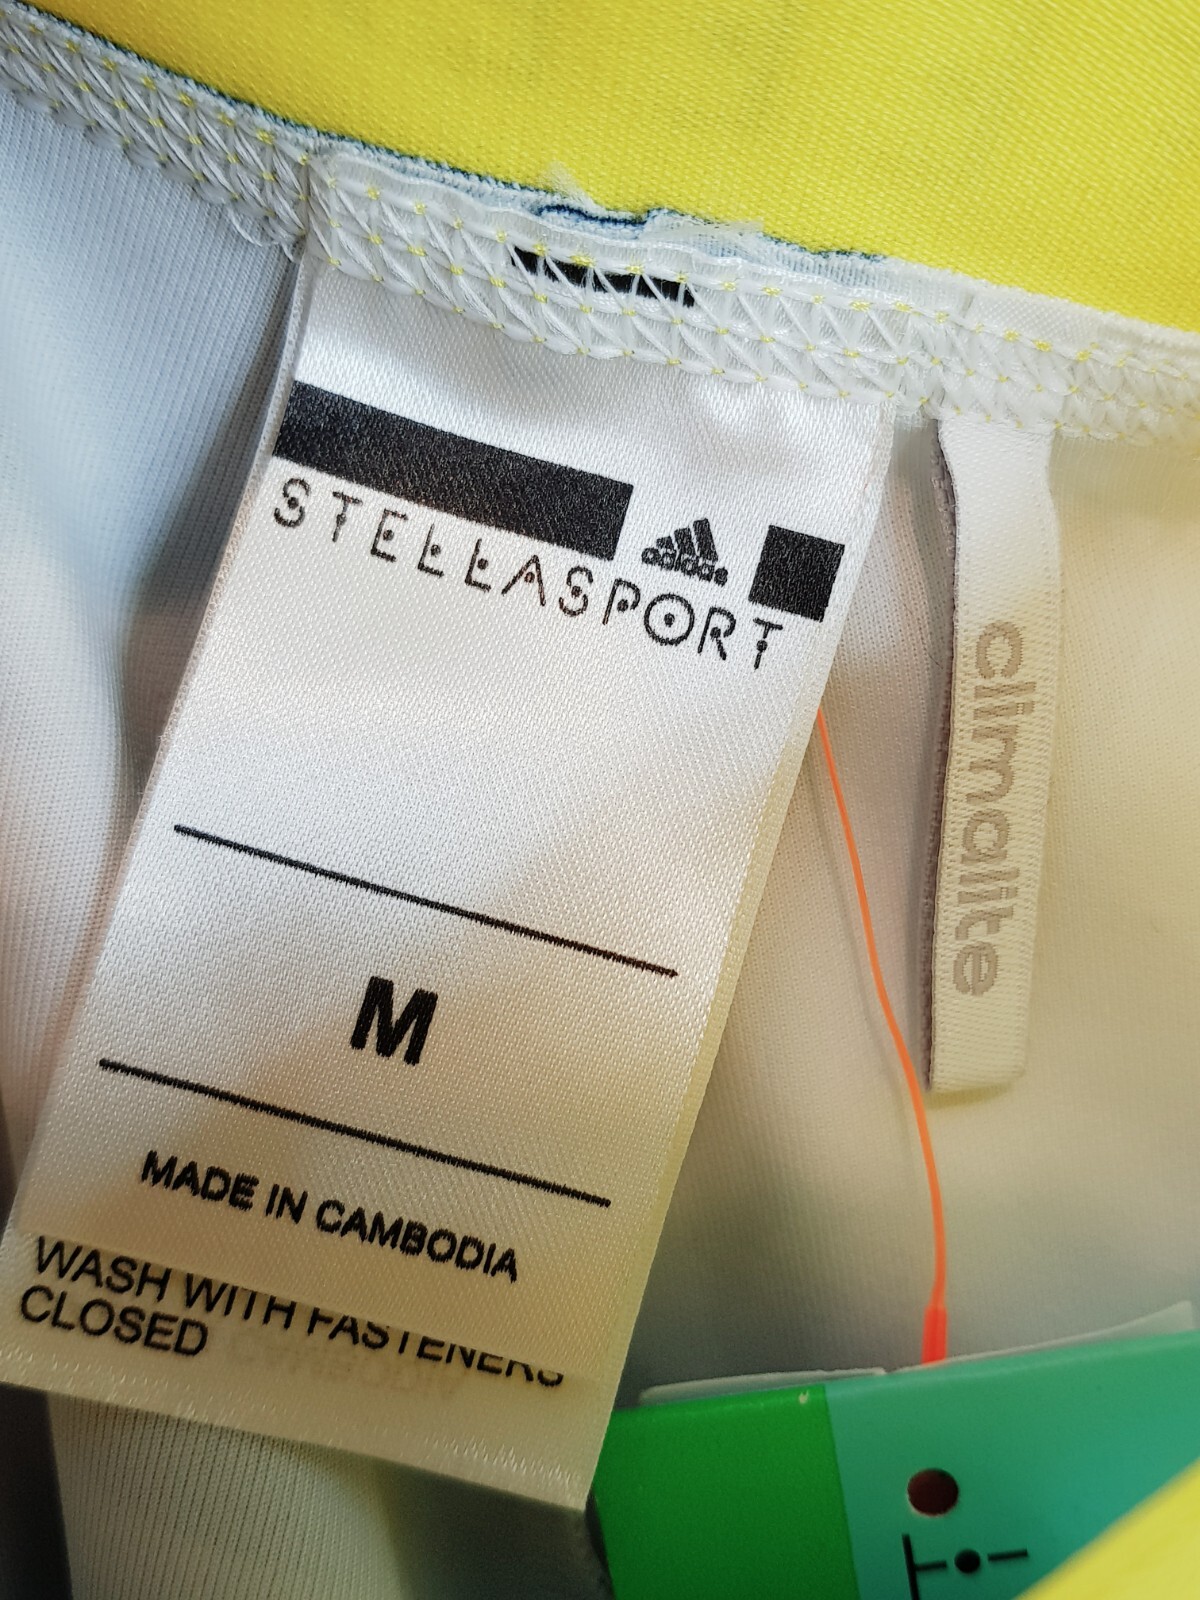 adidas
STELLASPORT
climalite
M
MADE IN CAMBODIA
WASH WITH FASTENERS
CLOSED